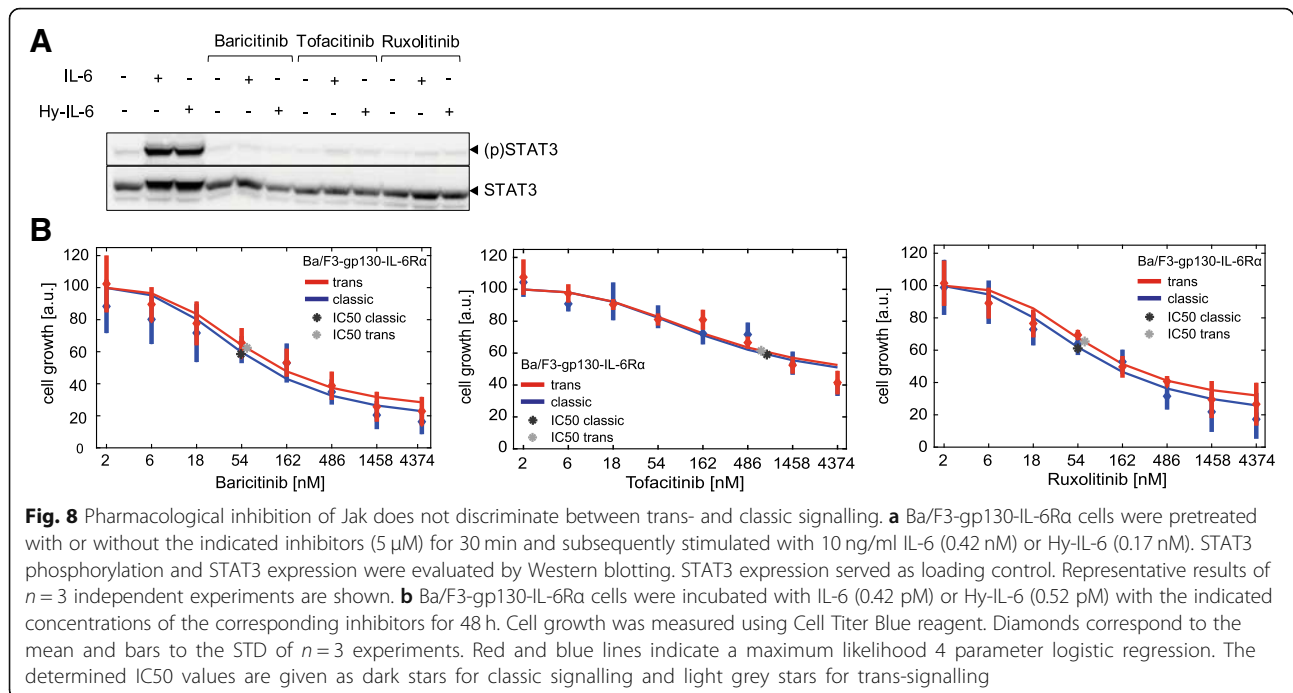 A
Baricitinib Tofacitinib Ruxolitinib
IL-6 - + - - + - - + - - + -
Hy-IL-6 - - + - - + - - + - - +
(p)STAT3
STAT3
B
120
100
80
60
40
20
0
cell growth [a.u.]
Ba/F3-gp130-IL-6Rα
trans
classic
IC50 classic
IC50 trans
2 6 18 54 162 486 1458 4374
Baricitinib [nM]
120
100
80
60
40
20
0
cell growth [a.u.]
Ba/F3-gp130-IL-6Rα
trans
classic
IC50 classic
IC50 trans
2 6 18 54 162 486 1458 4374
Tofacitinib [nM]
120
100
80
60
40
20
0
cell growth [a.u.]
Ba/F3-gp130-IL-6Rα
trans
classic
IC50 classic
IC50 trans
2 6 18 54 162 486 1458 4374
Ruxolitinib [nM]
Fig. 8 Pharmacological inhibition of Jak does not discriminate between trans- and classic signalling. a Ba/F3-gp130-IL-6Rα cells were pretreated
with or without the indicated inhibitors (5 μM) for 30 min and subsequently stimulated with 10 ng/ml IL-6 (0.42 nM) or Hy-IL-6 (0.17 nM). STAT3
phosphorylation and STAT3 expression were evaluated by Western blotting. STAT3 expression served as loading control. Representative results of
n = 3 independent experiments are shown. b Ba/F3-gp130-IL-6Rα cells were incubated with IL-6 (0.42 pM) or Hy-IL-6 (0.52 pM) with the indicated
concentrations of the corresponding inhibitors for 48 h. Cell growth was measured using Cell Titer Blue reagent. Diamonds correspond to the
mean and bars to the STD of n = 3 experiments. Red and blue lines indicate a maximum likelihood 4 parameter logistic regression. The
determined IC50 values are given as dark stars for classic signalling and light grey stars for trans-signalling